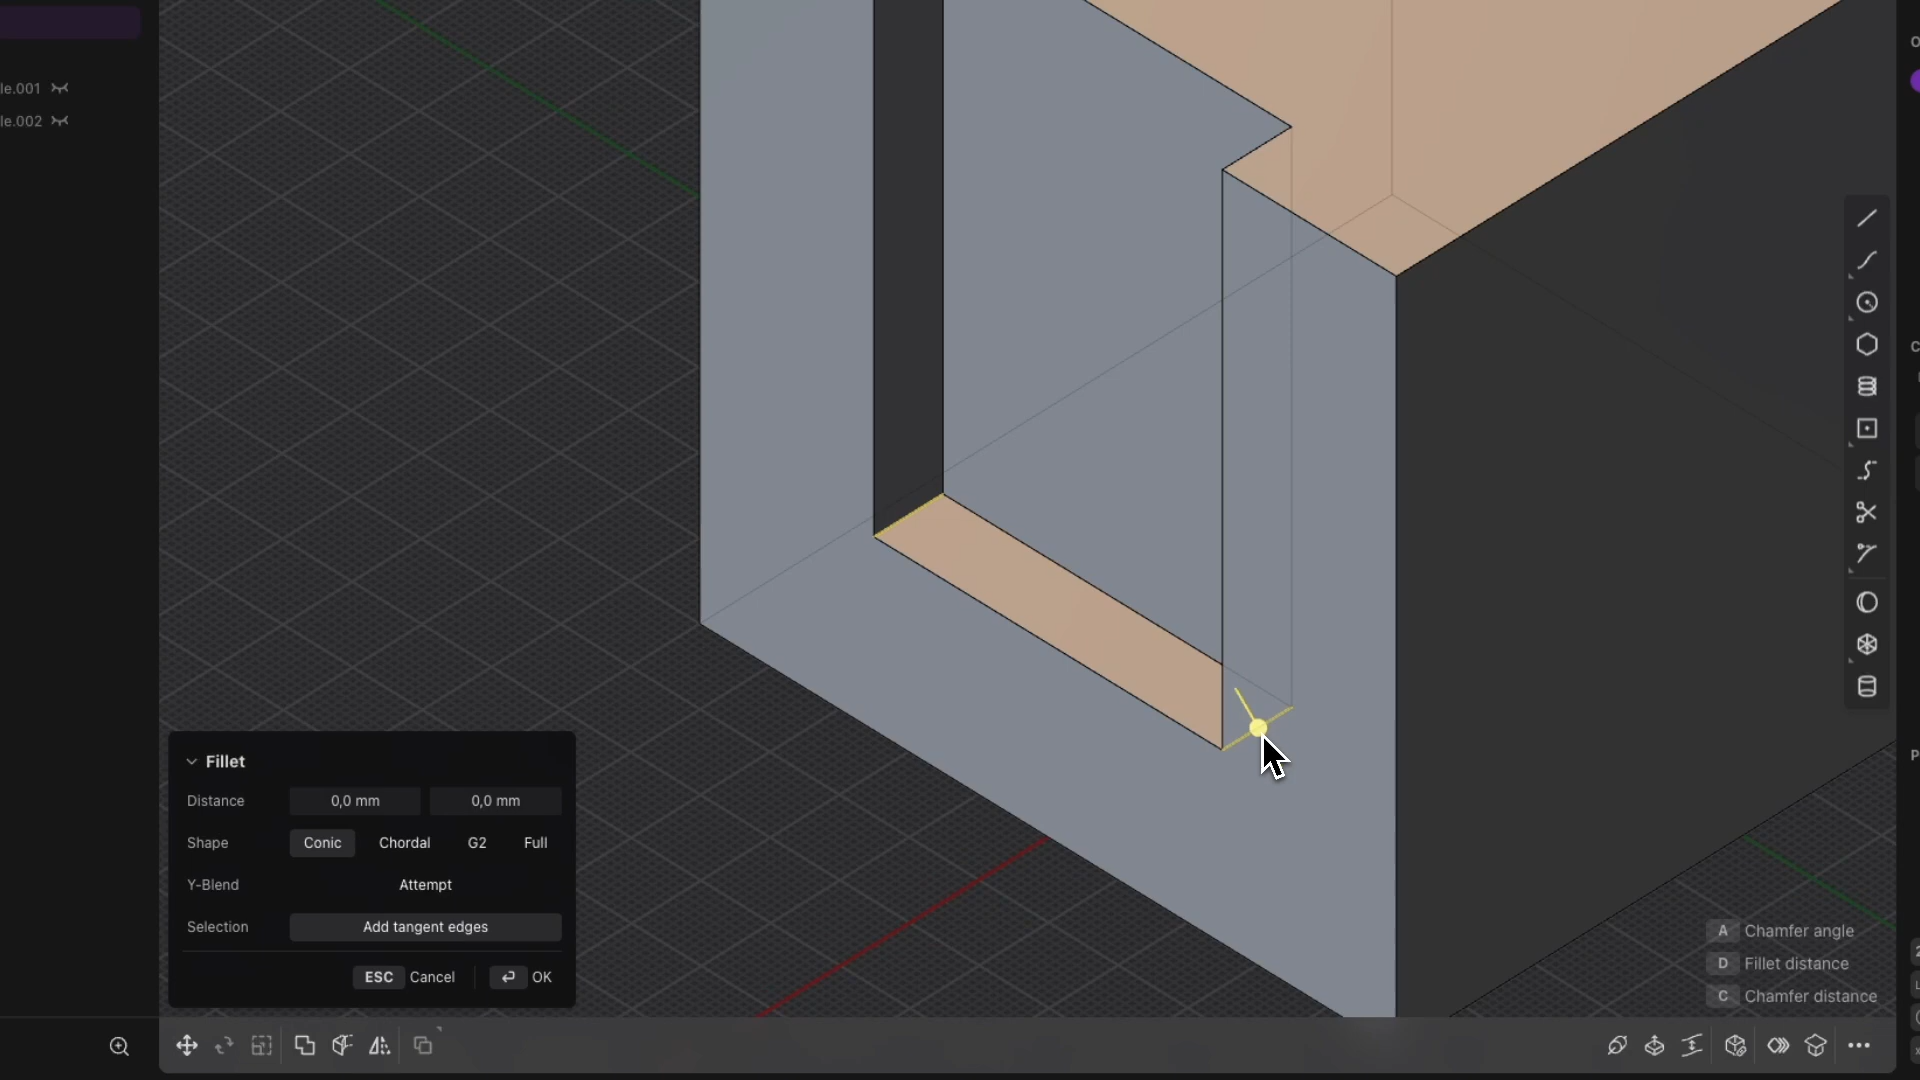 le.001
le.002
Fillet
Distance 0,0 mm 0,0 mm
Shape Conic Chordal G2 Full
Y-Blend Attempt
Selection Add tangent edges
ESC Cancel OK
A Chamfer angle
D Fillet distance
C Chamfer distance